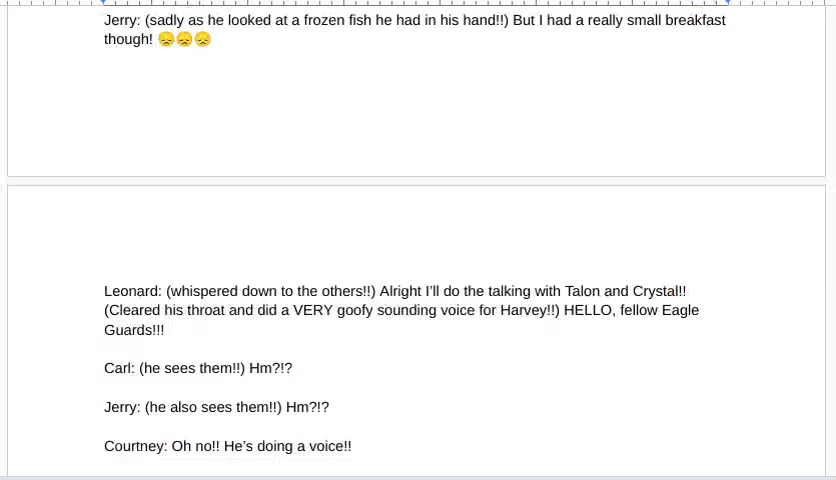 Jerry: (sadly as he looked at a frozen fish he had in his hand!!) But I had a really small breakfast
though! 😞😞😞
Leonard: (whispered down to the others!!) Alright I’ll do the talking with Talon and Crystal!!
(Cleared his throat and did a VERY goofy sounding voice for Harvey!!) HELLO, fellow Eagle
Guards!!!
Carl: (he sees them!!) Hm?!?
Jerry: (he also sees them!!) Hm?!?
Courtney: Oh no!! He’s doing a voice!!